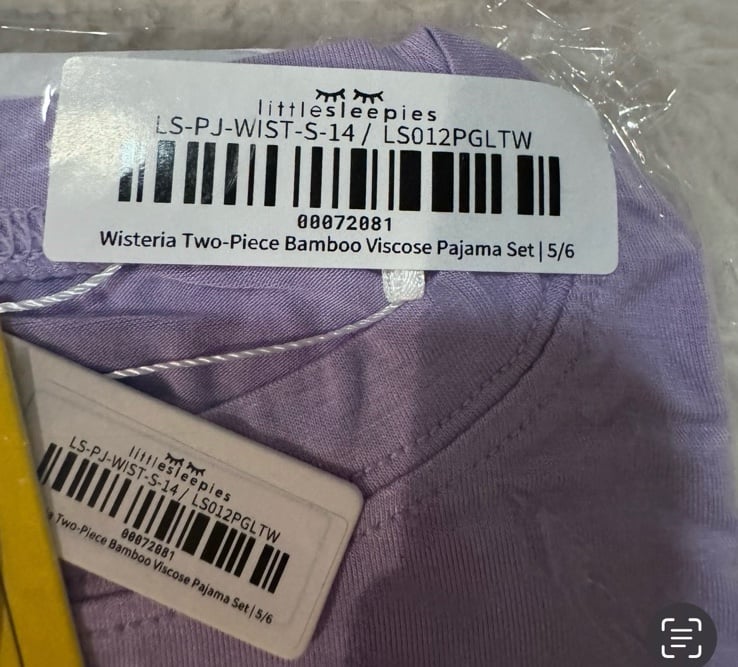 littlesleepies
LS-PJ-WIST-S-14 / LS012PGLTW
00072081
Wisteria Two-Piece Bamboo Viscose Pajama Set | 5/6
littlesleepies
LS-PJ-WIST-S-14 / LS012PGLTW
00072081
Two-Piece Bamboo Viscose Pajama Set | 5/6